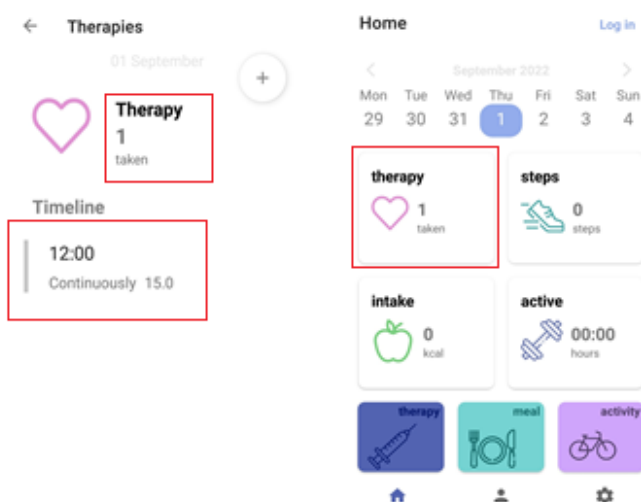 Therapies
01 September
+
Therapy
1
taken
Timeline
12:00
Continuously 15.0
Home
Log in
September 2022
Mon Tue Wed Thu Fri Sat Sun
29 30 31 1 2 3 4
therapy
1
taken
steps
0
steps
intake
0
kcal
active
00:00
hours
therapy
meal
activity